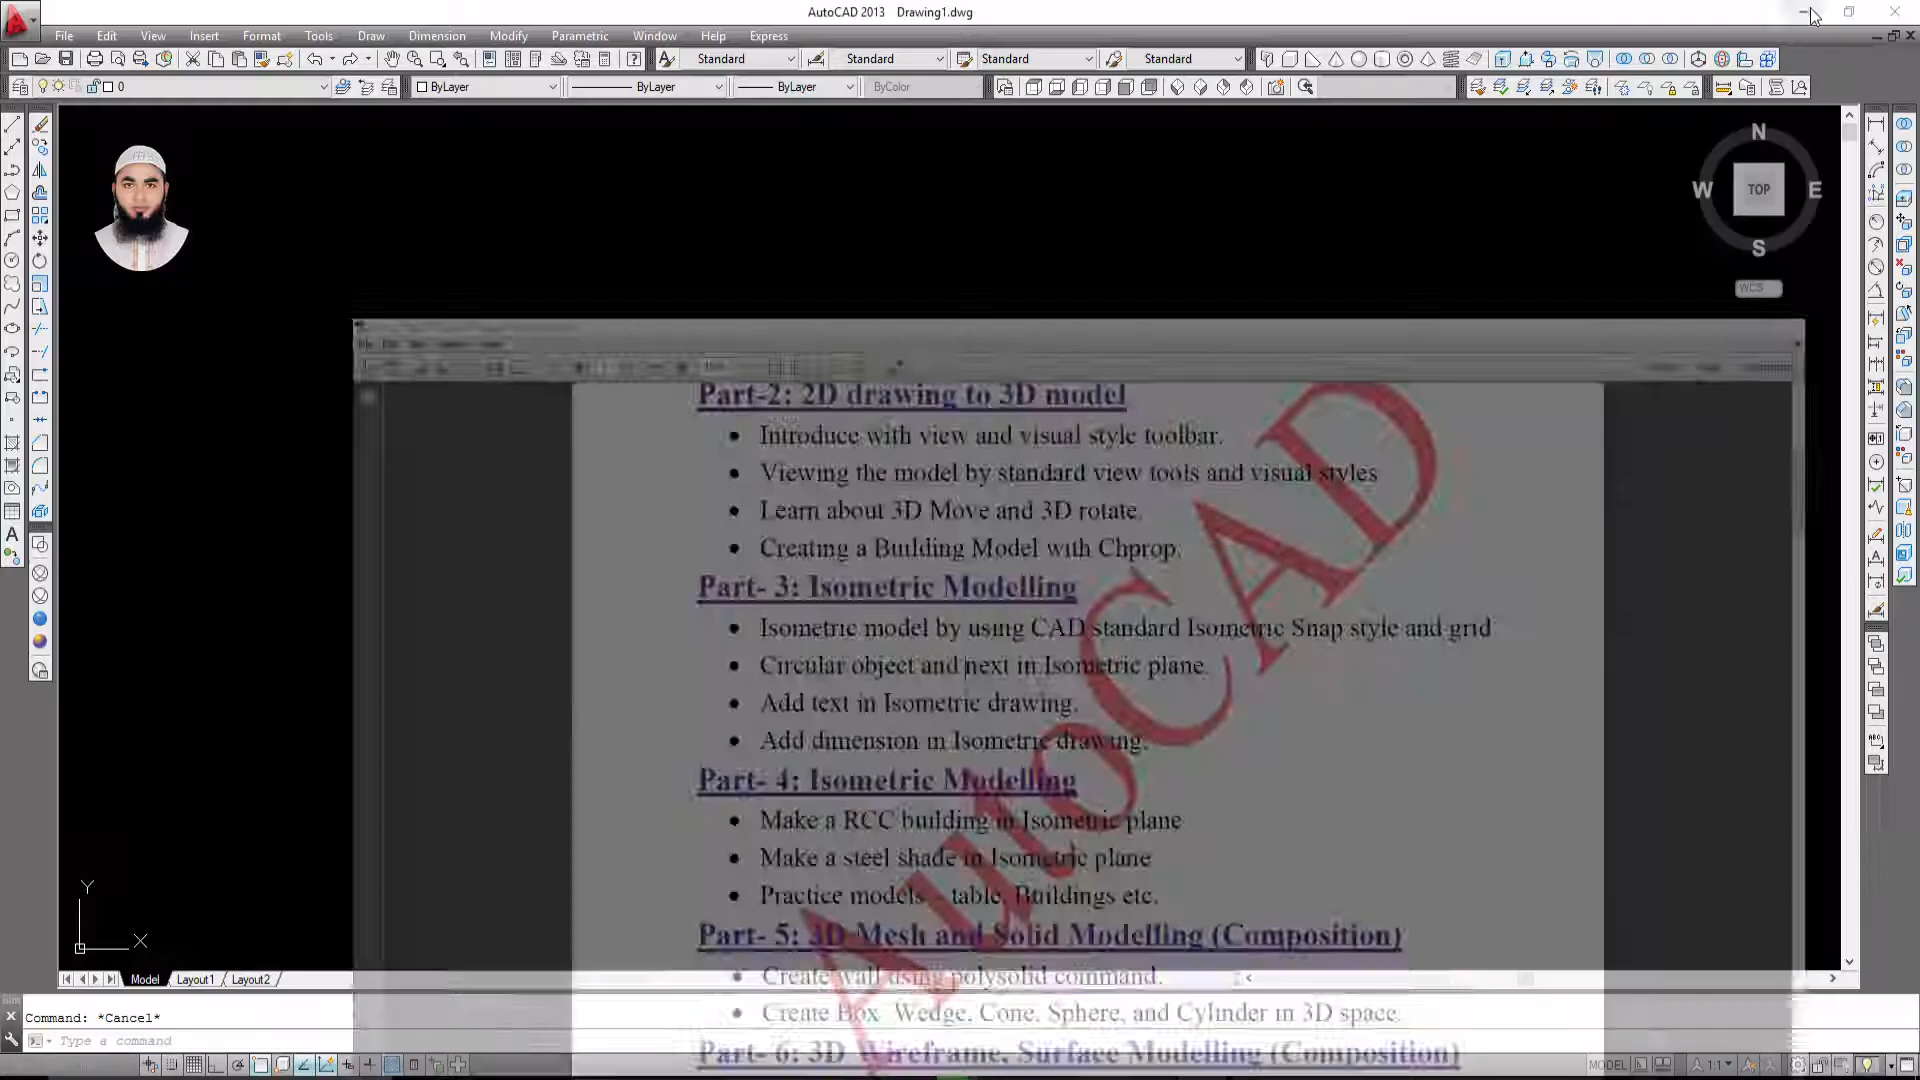 AutoCAD 2013 Drawing1.dwg
File Edit View Insert Format Tools Draw Dimension Modify Parametric Window Help Express
Standard Standard Standard Standard
0 ByLayer ByLayer ByLayer ByColor
N
W TOP E
S
WCS
Part-2: 2D drawing to 3D model
Introduce with view and visual style toolbar.
Viewing the model by standard view tools and visual styles
Learn about 3D Move and 3D rotate.
Creating a Building Model with Chprop.
Part- 3: Isometric Modelling
Isometric model by using CAD standard Isometric Snap style and grid
Circular object and next in Isometric plane.
Add text in Isometric drawing.
Add dimension in Isometric drawing.
Part- 4: Isometric Modelling
Make a RCC building in Isometric plane
Make a steel shade in Isometric plane
Practice models – table, Buildings etc.
Part- 5: 3D Mesh and Solid Modelling (Composition)
Create wall using polysolid command.
Create Box Wedge, Cone, Sphere, and Cylinder in 3D space.
Part- 6: 3D Wireframe, Surface Modelling (Composition)
AutoCAD
Y
X
Model Layout1 Layout2
Command: *Cancel*
Type a command
MODEL 1:1